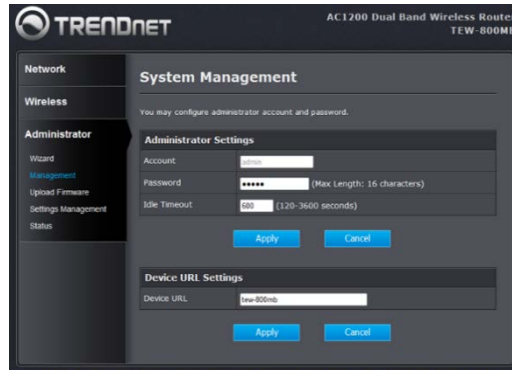 TRENDNET
AC1200 Dual Band Wireless Router
TEW-800MB
Network
Wireless
Administrator
Wizard
Management
Upload Firmware
Settings Management
Status
System Management
You may configure administrator account and password.
Administrator Settings
Account admin
Password ••••• (Max Length: 16 characters)
Idle Timeout 600 (120-3600 seconds)
Apply Cancel
Device URL Settings
Device URL tew-800mb
Apply Cancel